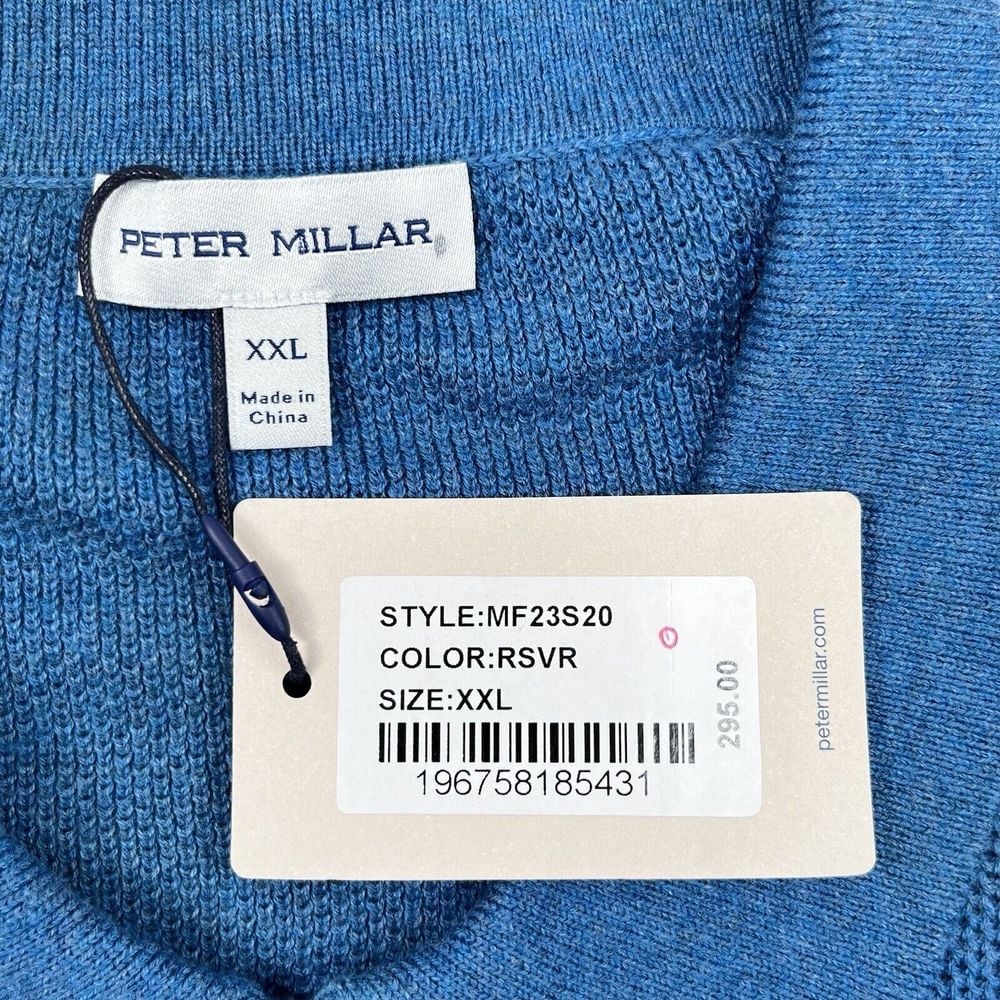 PETER MILLAR
XXL
Made in
China
STYLE:MF23S20
COLOR:RSVR
SIZE:XXL
196758185431
295.00
petermillar.com